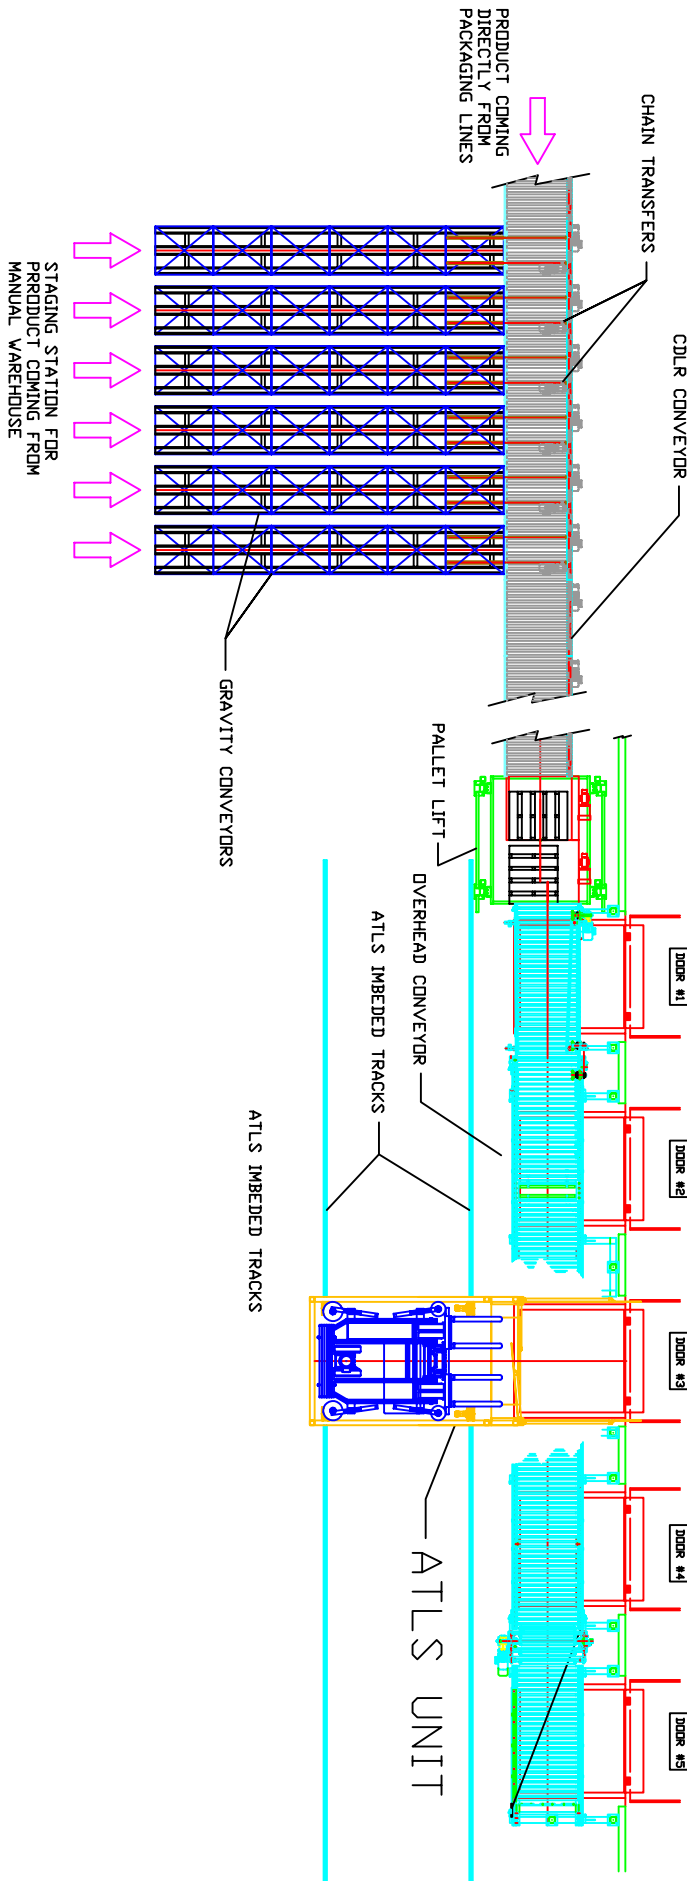 DOOR #1
DOOR #2
DOOR #3
DOOR #4
DOOR #5
CDLR CONVEYOR
CHAIN TRANSFERS
PRODUCT COMING
DIRECTLY FROM
PACKAGING LINES
PALLET LIFT
OVERHEAD CONVEYOR
ATLS UNIT
ATLS IMBEDED TRACKS
ATLS IMBEDED TRACKS
GRAVITY CONVEYORS
STAGING STATION FOR
PRRODUCT COMING FROM
MANUAL WAREHOUSE